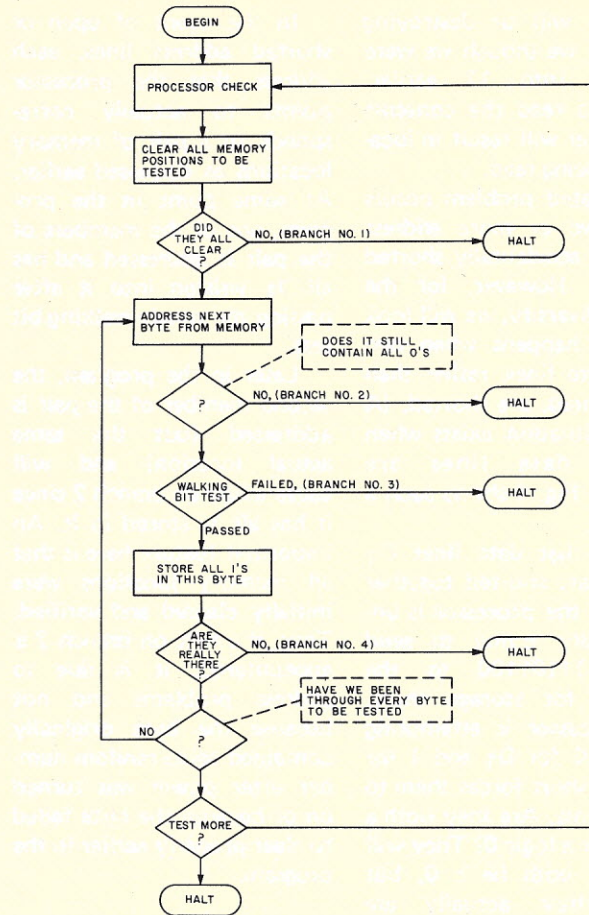 BEGIN
PROCESSOR CHECK
CLEAR ALL MEMORY
POSITIONS TO BE
TESTED
DID
THEY ALL
CLEAR
?
NO, (BRANCH NO. 1)
HALT
ADDRESS NEXT
BYTE FROM MEMORY
DOES IT STILL
CONTAIN ALL O'S
?
NO, (BRANCH NO. 2)
HALT
WALKING
BIT TEST
FAILED, (BRANCH NO. 3)
HALT
PASSED
STORE ALL 1'S
IN THIS BYTE
ARE
THEY
REALLY
THERE
?
NO, (BRANCH NO. 4)
HALT
HAVE WE BEEN
THROUGH EVERY BYTE
TO BE TESTED
NO
?
TEST MORE
?
HALT